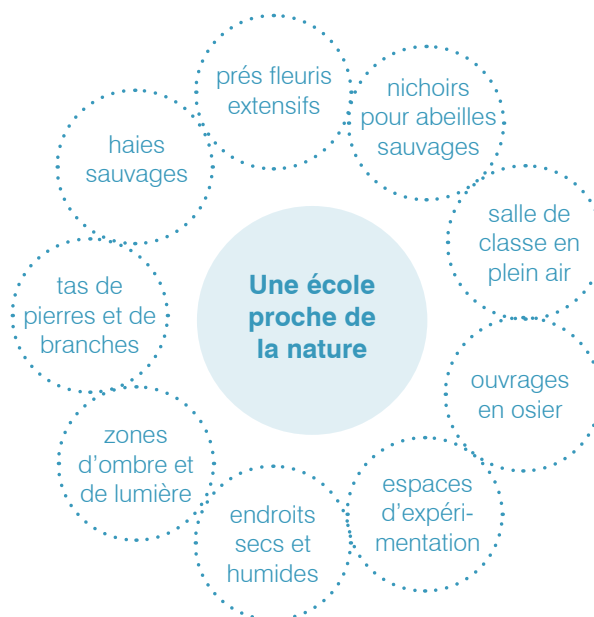 prés fleuris
extensifs
nichoirs
pour abeilles
sauvages
salle de
classe en
plein air
ouvrages
en osier
espaces
d'expéri-
mentation
endroits
secs et
humides
zones
d'ombre et
de lumière
tas de
pierres et de
branches
haies
sauvages
Une école
proche de
la nature